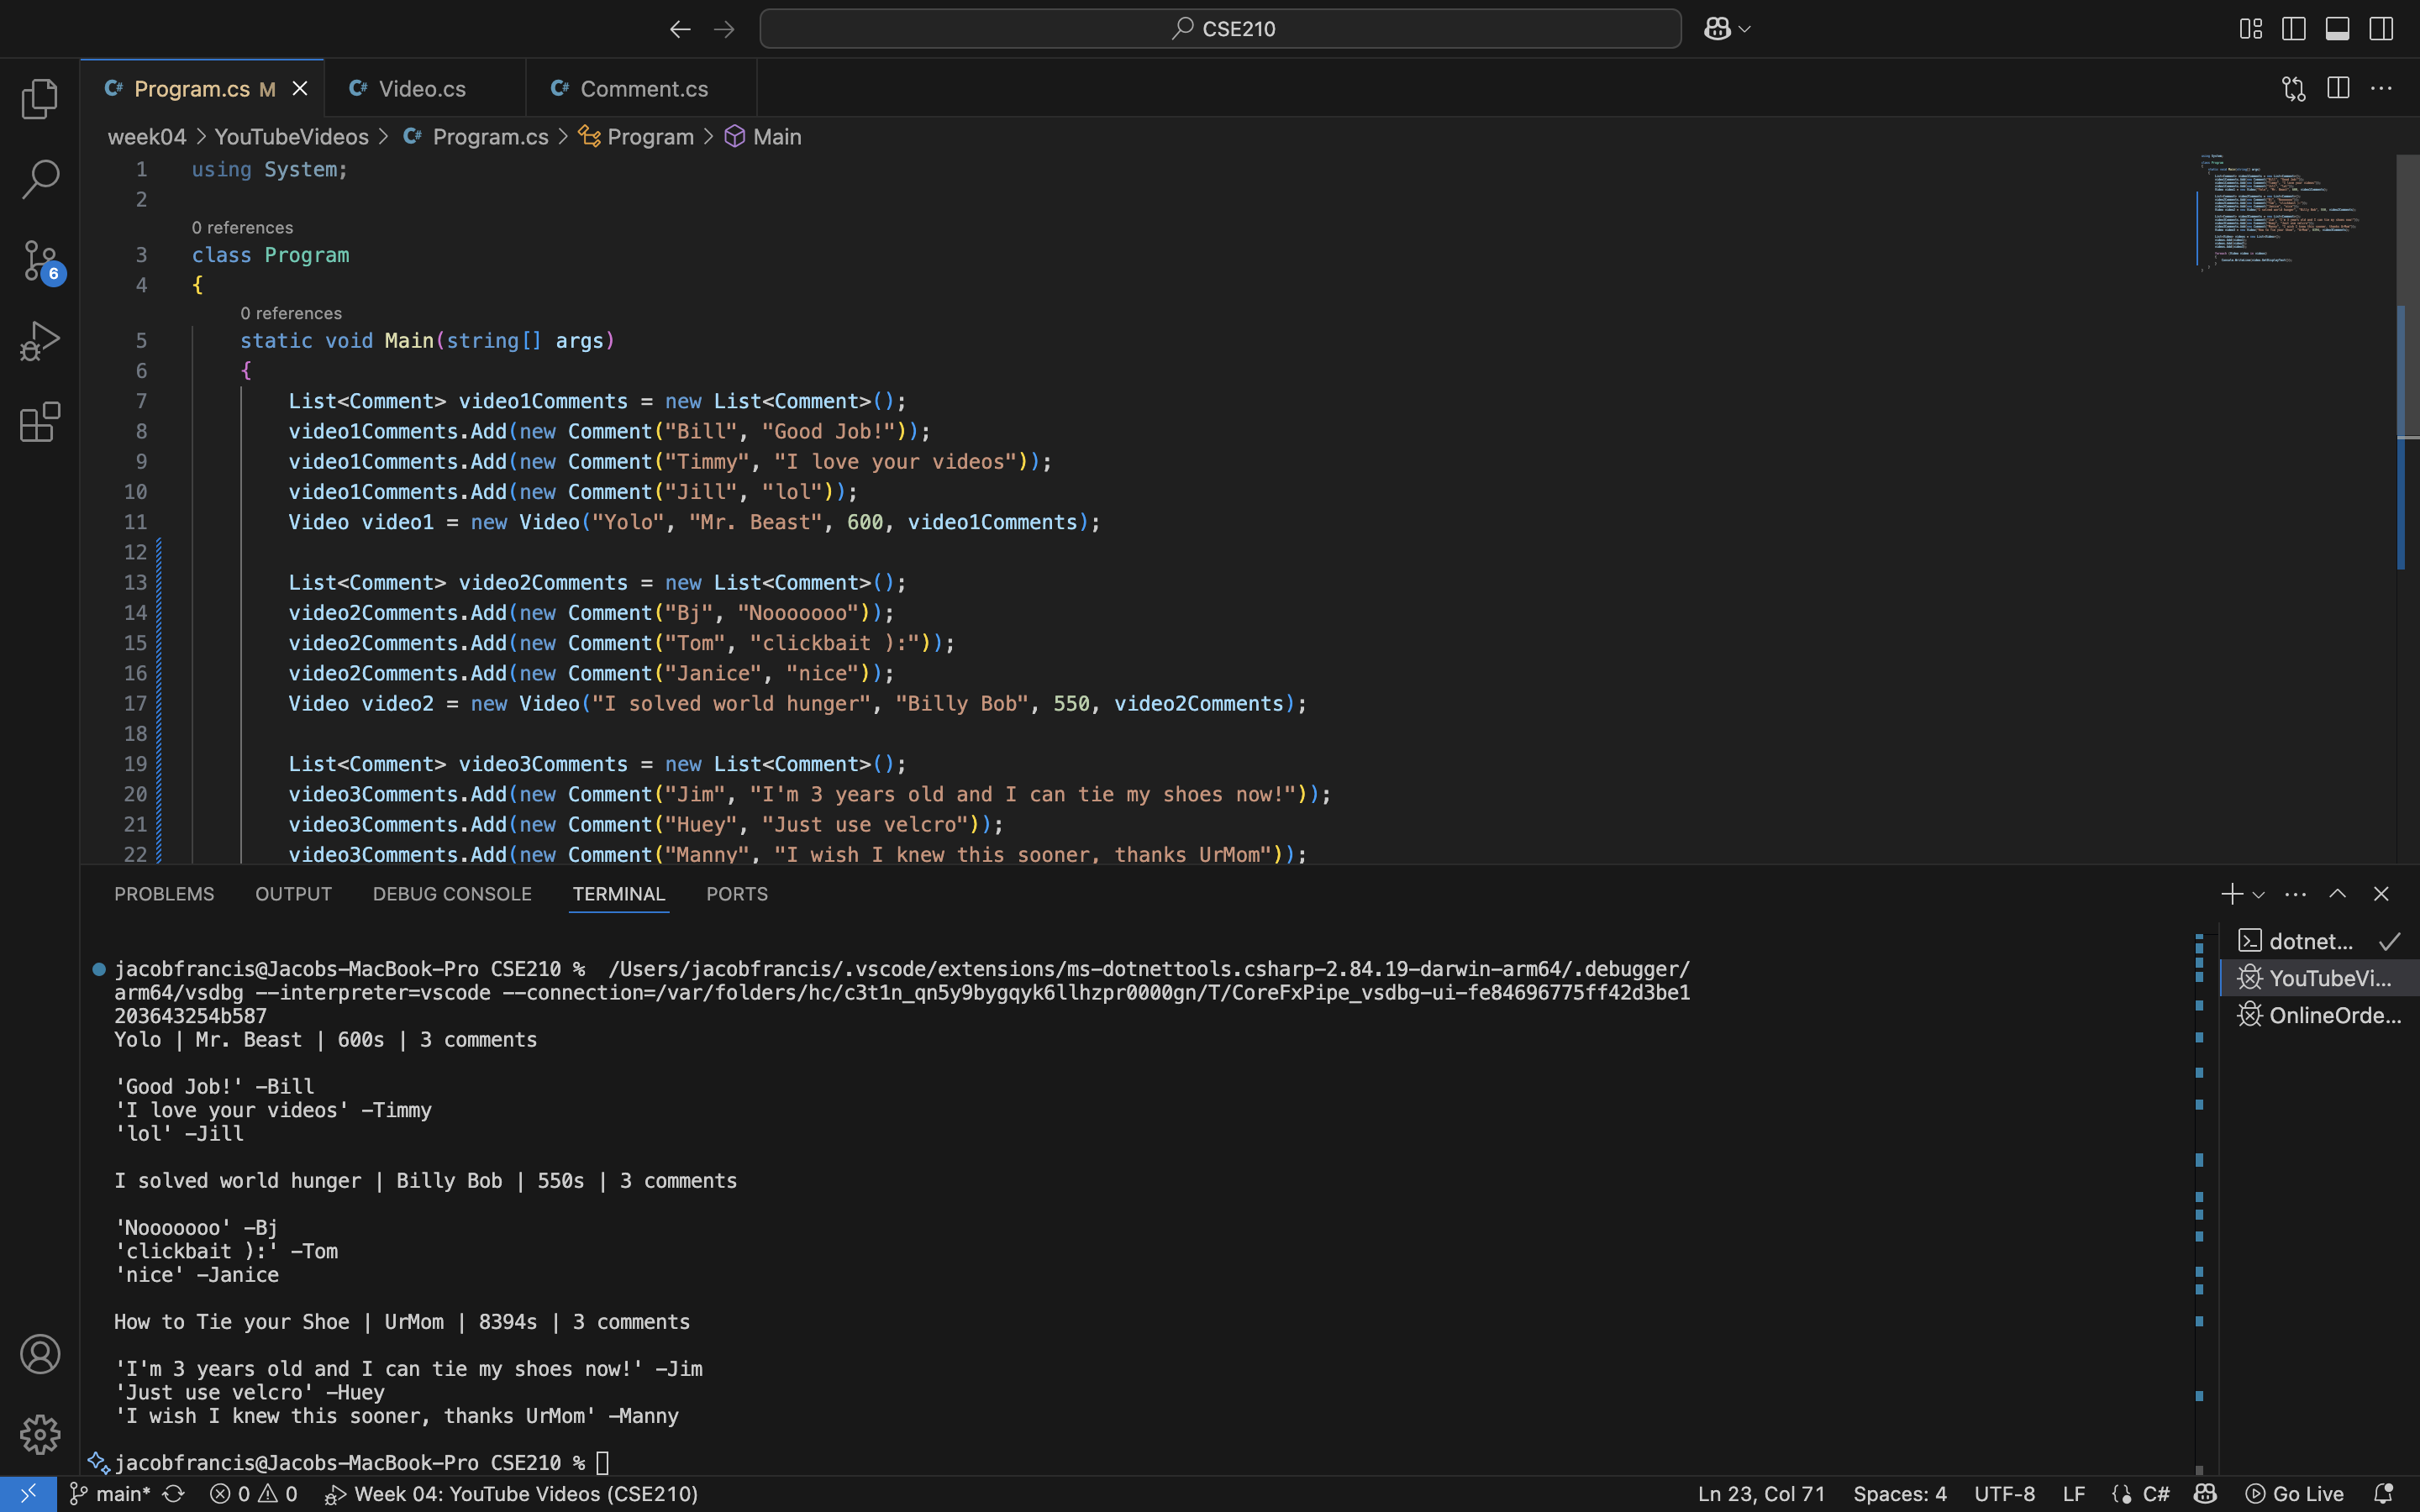 CSE210
Program.cs M
Video.cs
Comment.cs
week04 > YouTubeVideos > Program.cs > Program > Main
1 using System;
2
0 references
3 class Program
4 {
0 references
5 static void Main(string[] args)
6 {
7 List<Comment> video1Comments = new List<Comment>();
8 video1Comments.Add(new Comment("Bill", "Good Job!"));
9 video1Comments.Add(new Comment("Timmy", "I love your videos"));
10 video1Comments.Add(new Comment("Jill", "lol"));
11 Video video1 = new Video("Yolo", "Mr. Beast", 600, video1Comments);
12
13 List<Comment> video2Comments = new List<Comment>();
14 video2Comments.Add(new Comment("Bj", "Nooooooo"));
15 video2Comments.Add(new Comment("Tom", "clickbait ):"));
16 video2Comments.Add(new Comment("Janice", "nice"));
17 Video video2 = new Video("I solved world hunger", "Billy Bob", 550, video2Comments);
18
19 List<Comment> video3Comments = new List<Comment>();
20 video3Comments.Add(new Comment("Jim", "I'm 3 years old and I can tie my shoes now!"));
21 video3Comments.Add(new Comment("Huey", "Just use velcro"));
22 video3Comments.Add(new Comment("Manny", "I wish I knew this sooner, thanks UrMom"));
6
PROBLEMS OUTPUT DEBUG CONSOLE TERMINAL PORTS
dotnet...
YouTubeVi...
OnlineOrde...
jacobfrancis@Jacobs-MacBook-Pro CSE210 % /Users/jacobfrancis/.vscode/extensions/ms-dotnettools.csharp-2.84.19-darwin-arm64/.debugger/
arm64/vsdbg --interpreter=vscode --connection=/var/folders/hc/c3t1n_qn5y9bygqyk6llhzpr0000gn/T/CoreFxPipe_vsdbg-ui-fe84696775ff42d3be1
203643254b587
Yolo | Mr. Beast | 600s | 3 comments
'Good Job!' -Bill
'I love your videos' -Timmy
'lol' -Jill
I solved world hunger | Billy Bob | 550s | 3 comments
'Nooooooo' -Bj
'clickbait ):' -Tom
'nice' -Janice
How to Tie your Shoe | UrMom | 8394s | 3 comments
'I'm 3 years old and I can tie my shoes now!' -Jim
'Just use velcro' -Huey
'I wish I knew this sooner, thanks UrMom' -Manny
jacobfrancis@Jacobs-MacBook-Pro CSE210 %
main* 0 0 Week 04: YouTube Videos (CSE210) Ln 23, Col 71 Spaces: 4 UTF-8 LF C# Go Live